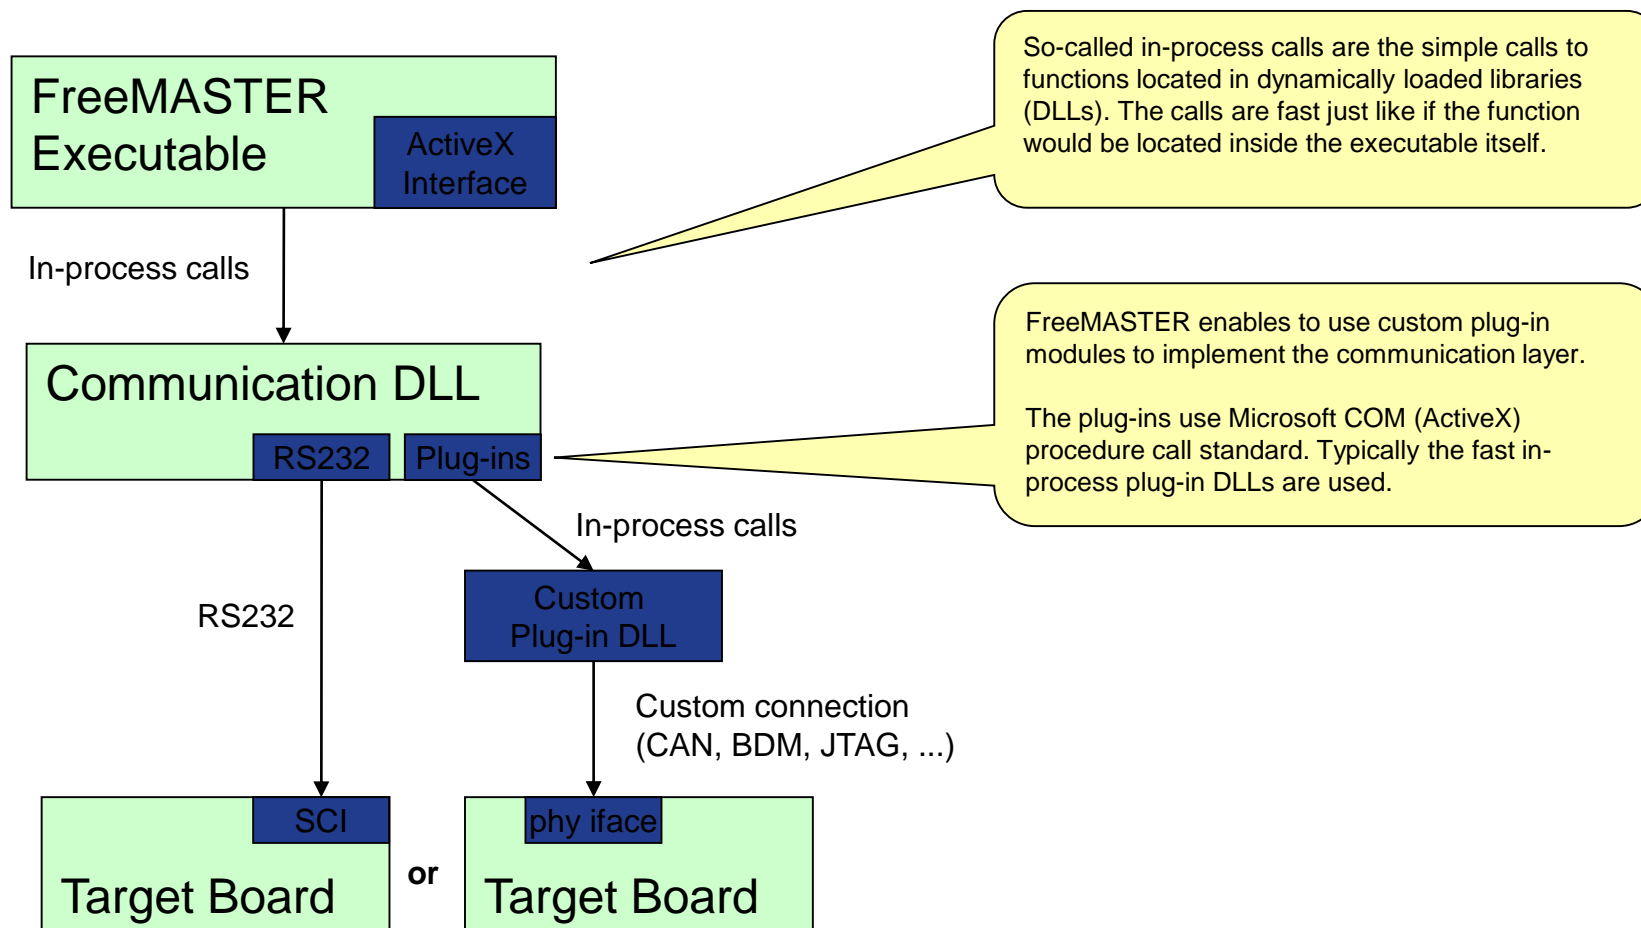 FreeMASTER
Executable
ActiveX
Interface
So-called in-process calls are the simple calls to
functions located in dynamically loaded libraries
(DLLs). The calls are fast just like if the function
would be located inside the executable itself.
In-process calls
FreeMASTER enables to use custom plug-in
modules to implement the communication layer.
The plug-ins use Microsoft COM (ActiveX)
procedure call standard. Typically the fast in-
process plug-in DLLs are used.
Communication DLL
RS232
Plug-ins
In-process calls
RS232
Custom
Plug-in DLL
Custom connection
(CAN, BDM, JTAG, ...)
SCI
Target Board
or
phy iface
Target Board